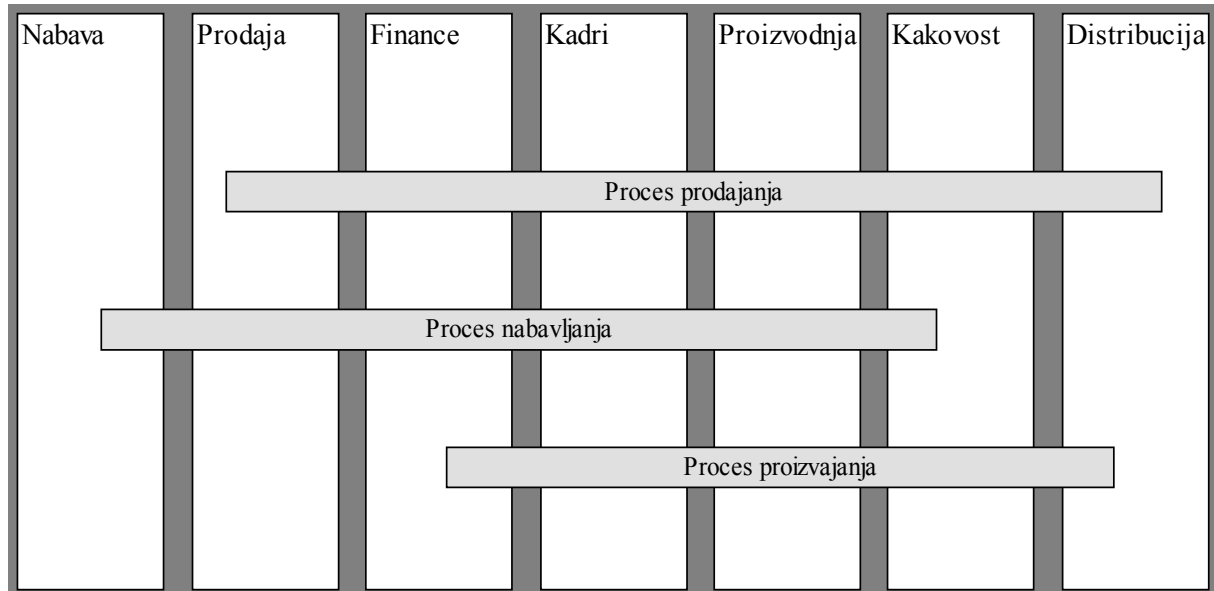 Nabava
Prodaja
Finance
Kadri
Proizvodnja
Kakovost
Distribucija
Proces prodajanja
Proces nabavljanja
Proces proizvajanja